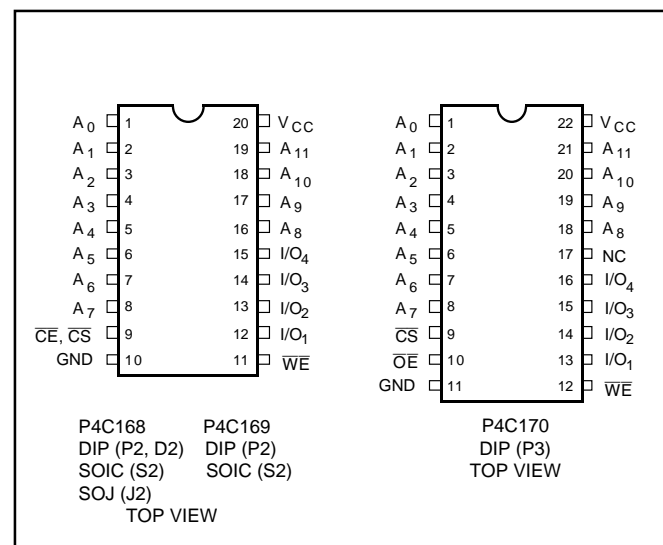 A0 1 20 VCC
A1 2 19 A11
A2 3 18 A10
A3 4 17 A9
A4 5 16 A8
A5 6 15 I/O4
A6 7 14 I/O3
A7 8 13 I/O2
CE, CS 9 12 I/O1
GND 10 11 WE
P4C168 P4C169
DIP (P2, D2) DIP (P2)
SOIC (S2) SOIC (S2)
SOJ (J2)
TOP VIEW
A0 1 22 VCC
A1 2 21 A11
A2 3 20 A10
A3 4 19 A9
A4 5 18 A8
A5 6 17 NC
A6 7 16 I/O4
A7 8 15 I/O3
CS 9 14 I/O2
OE 10 13 I/O1
GND 11 12 WE
P4C170
DIP (P3)
TOP VIEW